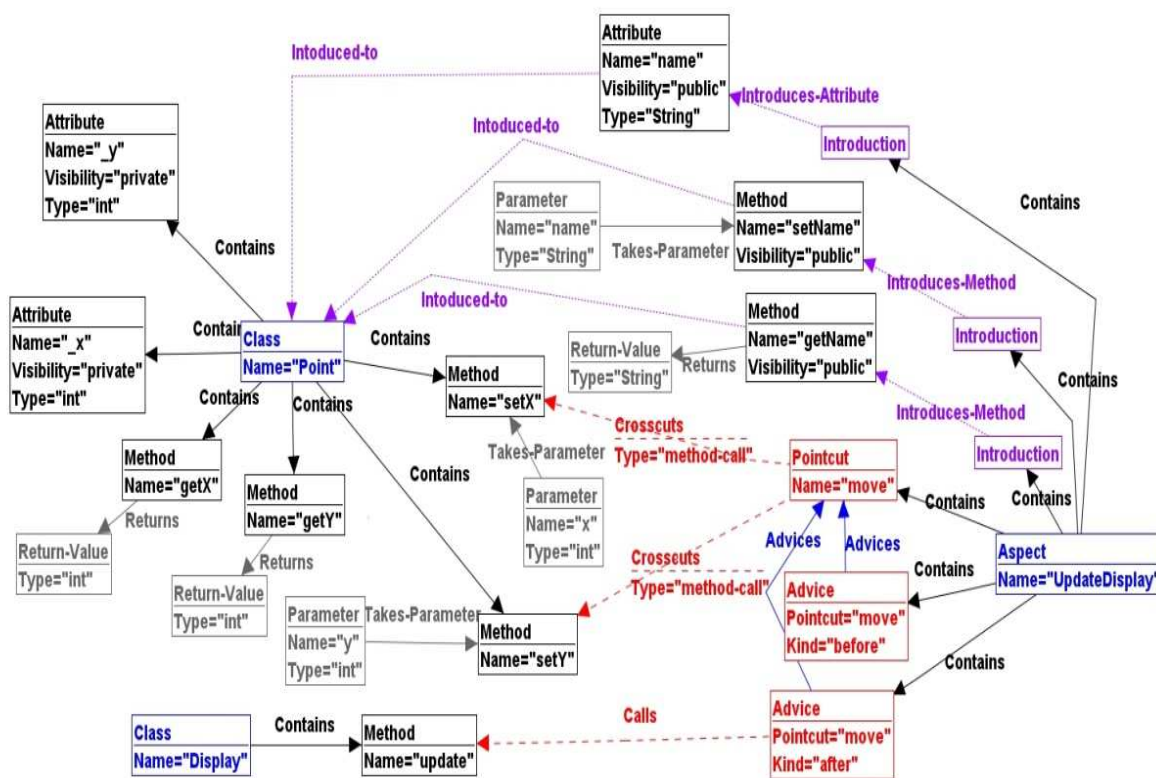 Attribute
Name="name"
Visibility="public"
Type="String"
Intoduced-to
Introduces-Attribute
Attribute
Name="_y"
Visibility="private"
Type="int"
Intoduced-to
Introduction
Contains
Parameter
Name="name"
Type="String"
Takes-Parameter
Method
Name="setName"
Visibility="public"
Contains
Introduces-Method
Intoduced-to
Attribute
Name="_x"
Visibility="private"
Type="int"
Contains
Class
Name="Point"
Contains
Method
Name="getName"
Visibility="public"
Introduction
Return-Value
Type="String"
Returns
Contains
Contains
Contains
Method
Name="setX"
Introduces-Method
Crosscuts
Type="method-call"
Takes-Parameter
Pointcut
Name="move"
Introduction
Method
Name="getX"
Contains
Method
Name="getY"
Parameter
Name="x"
Type="int"
Contains
Contains
Returns
Return-Value
Type="int"
Advices
Advices
Aspect
Name="UpdateDisplay"
Crosscuts
Type="method-call"
Returns
Return-Value
Type="int"
Contains
Advice
Pointcut="move"
Kind="before"
Parameter
Name="y"
Type="int"
Takes-Parameter
Method
Name="setY"
Contains
Class
Name="Display"
Contains
Method
Name="update"
Calls
Advice
Pointcut="move"
Kind="after"